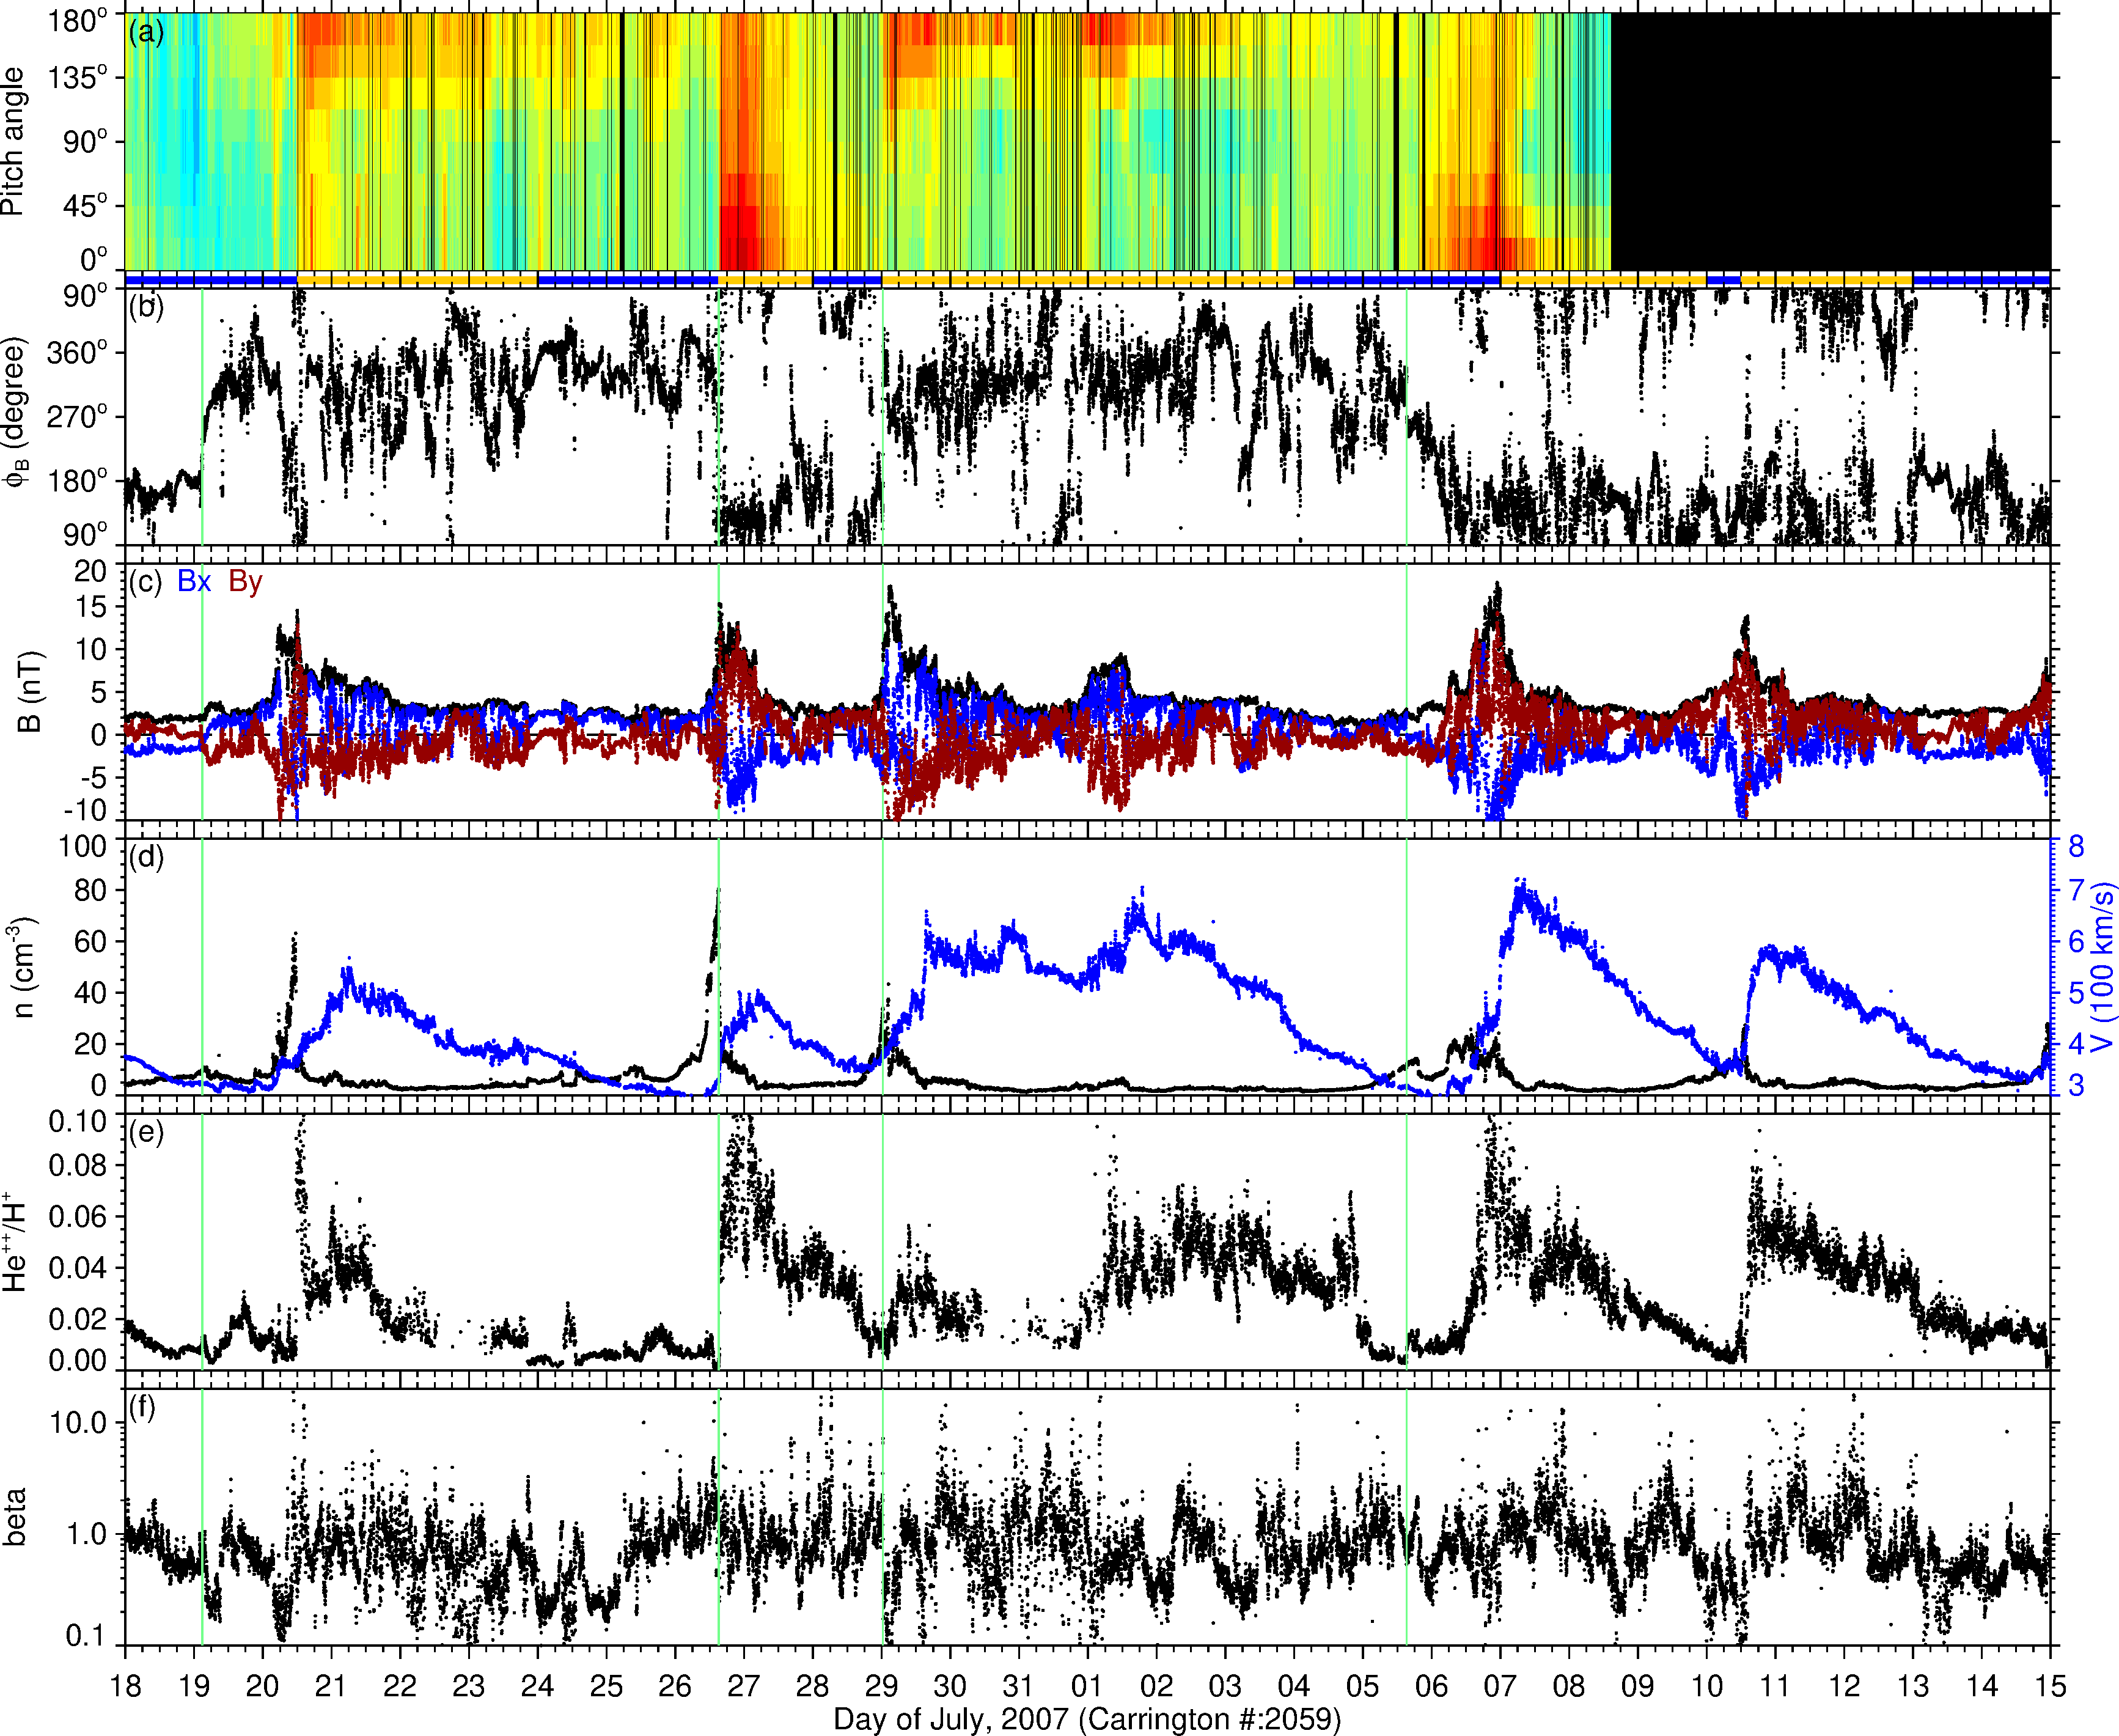 (a)
180° 135° 90° 45° 0°
Pitch angle
(b)
90° 360° 270° 180° 90°
ϕB (degree)
(c) Bx By
20 15 10 5 0 -5 -10
B (nT)
(d)
100 80 60 40 20 0
n (cm-3)
8 7 6 5 4 3
V (100 km/s)
(e)
0.10 0.08 0.06 0.04 0.02 0.00
He++/H+
(f)
10.0 1.0 0.1
beta
18 19 20 21 22 23 24 25 26 27 28 29 30 31 01 02 03 04 05 06 07 08 09 10 11 12 13 14 15
Day of July, 2007 (Carrington #:2059)